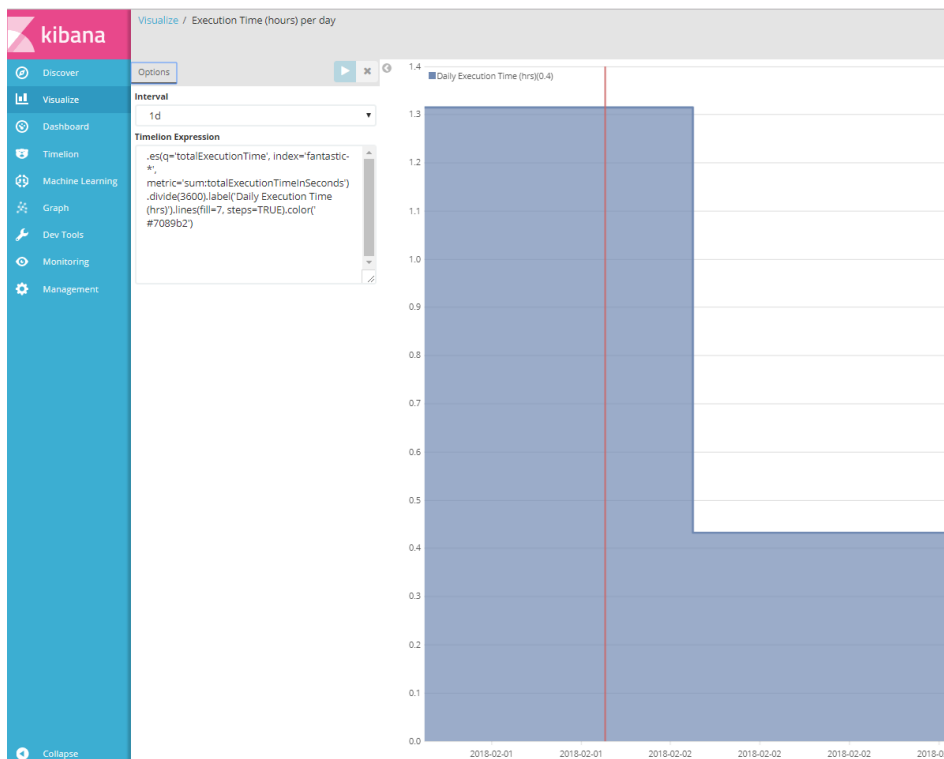 kibana
Discover
Visualize
Dashboard
Timelion
Machine Learning
Graph
Dev Tools
Monitoring
Management
Collapse
Visualize / Execution Time (hours) per day
Options
Interval
1d
Timelion Expression
.es(q='totalExecutionTime', index='fantastic-
*',
metric='sum:totalExecutionTimeInSeconds')
.divide(3600).label('Daily Execution Time
(hrs)').lines(fill=7, steps=TRUE).color('
#7089b2')
Daily Execution Time (hrs)(0.4)
1.4
1.3
1.2
1.1
1.0
0.9
0.8
0.7
0.6
0.5
0.4
0.3
0.2
0.1
0.0
2018-02-01
2018-02-01
2018-02-02
2018-02-02
2018-02-02
2018-0